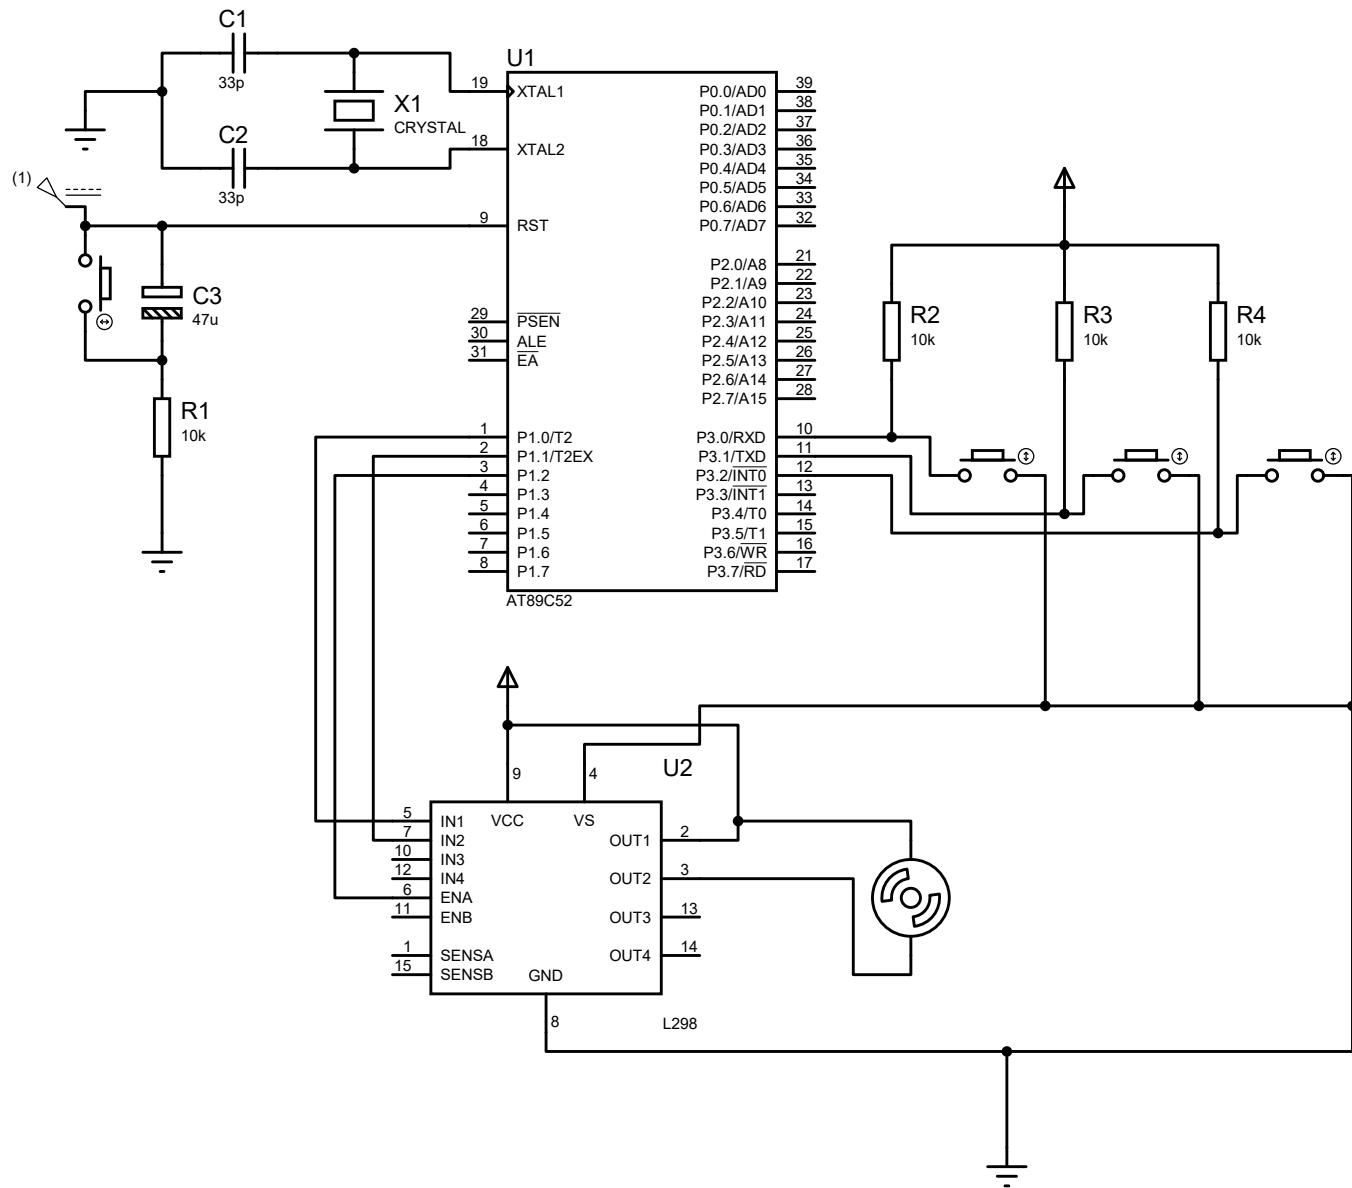 C1
33p
C2
33p
X1
CRYSTAL
(1)
C3
47u
R1
10k
U1
19 XTAL1
18 XTAL2
9 RST
29 PSEN
30 ALE
31 EA
1 P1.0/T2
2 P1.1/T2EX
3 P1.2
4 P1.3
5 P1.4
6 P1.5
7 P1.6
8 P1.7
P0.0/AD0 39
P0.1/AD1 38
P0.2/AD2 37
P0.3/AD3 36
P0.4/AD4 35
P0.5/AD5 34
P0.6/AD6 33
P0.7/AD7 32
P2.0/A8 21
P2.1/A9 22
P2.2/A10 23
P2.3/A11 24
P2.4/A12 25
P2.5/A13 26
P2.6/A14 27
P2.7/A15 28
P3.0/RXD 10
P3.1/TXD 11
P3.2/INT0 12
P3.3/INT1 13
P3.4/T0 14
P3.5/T1 15
P3.6/WR 16
P3.7/RD 17
AT89C52
R2
10k
R3
10k
R4
10k
U2
9
4
VCC
VS
5 IN1
7 IN2
10 IN3
12 IN4
6 ENA
11 ENB
1 SENSA
15 SENSB
OUT1 2
OUT2 3
OUT3 13
OUT4 14
GND
8
L298